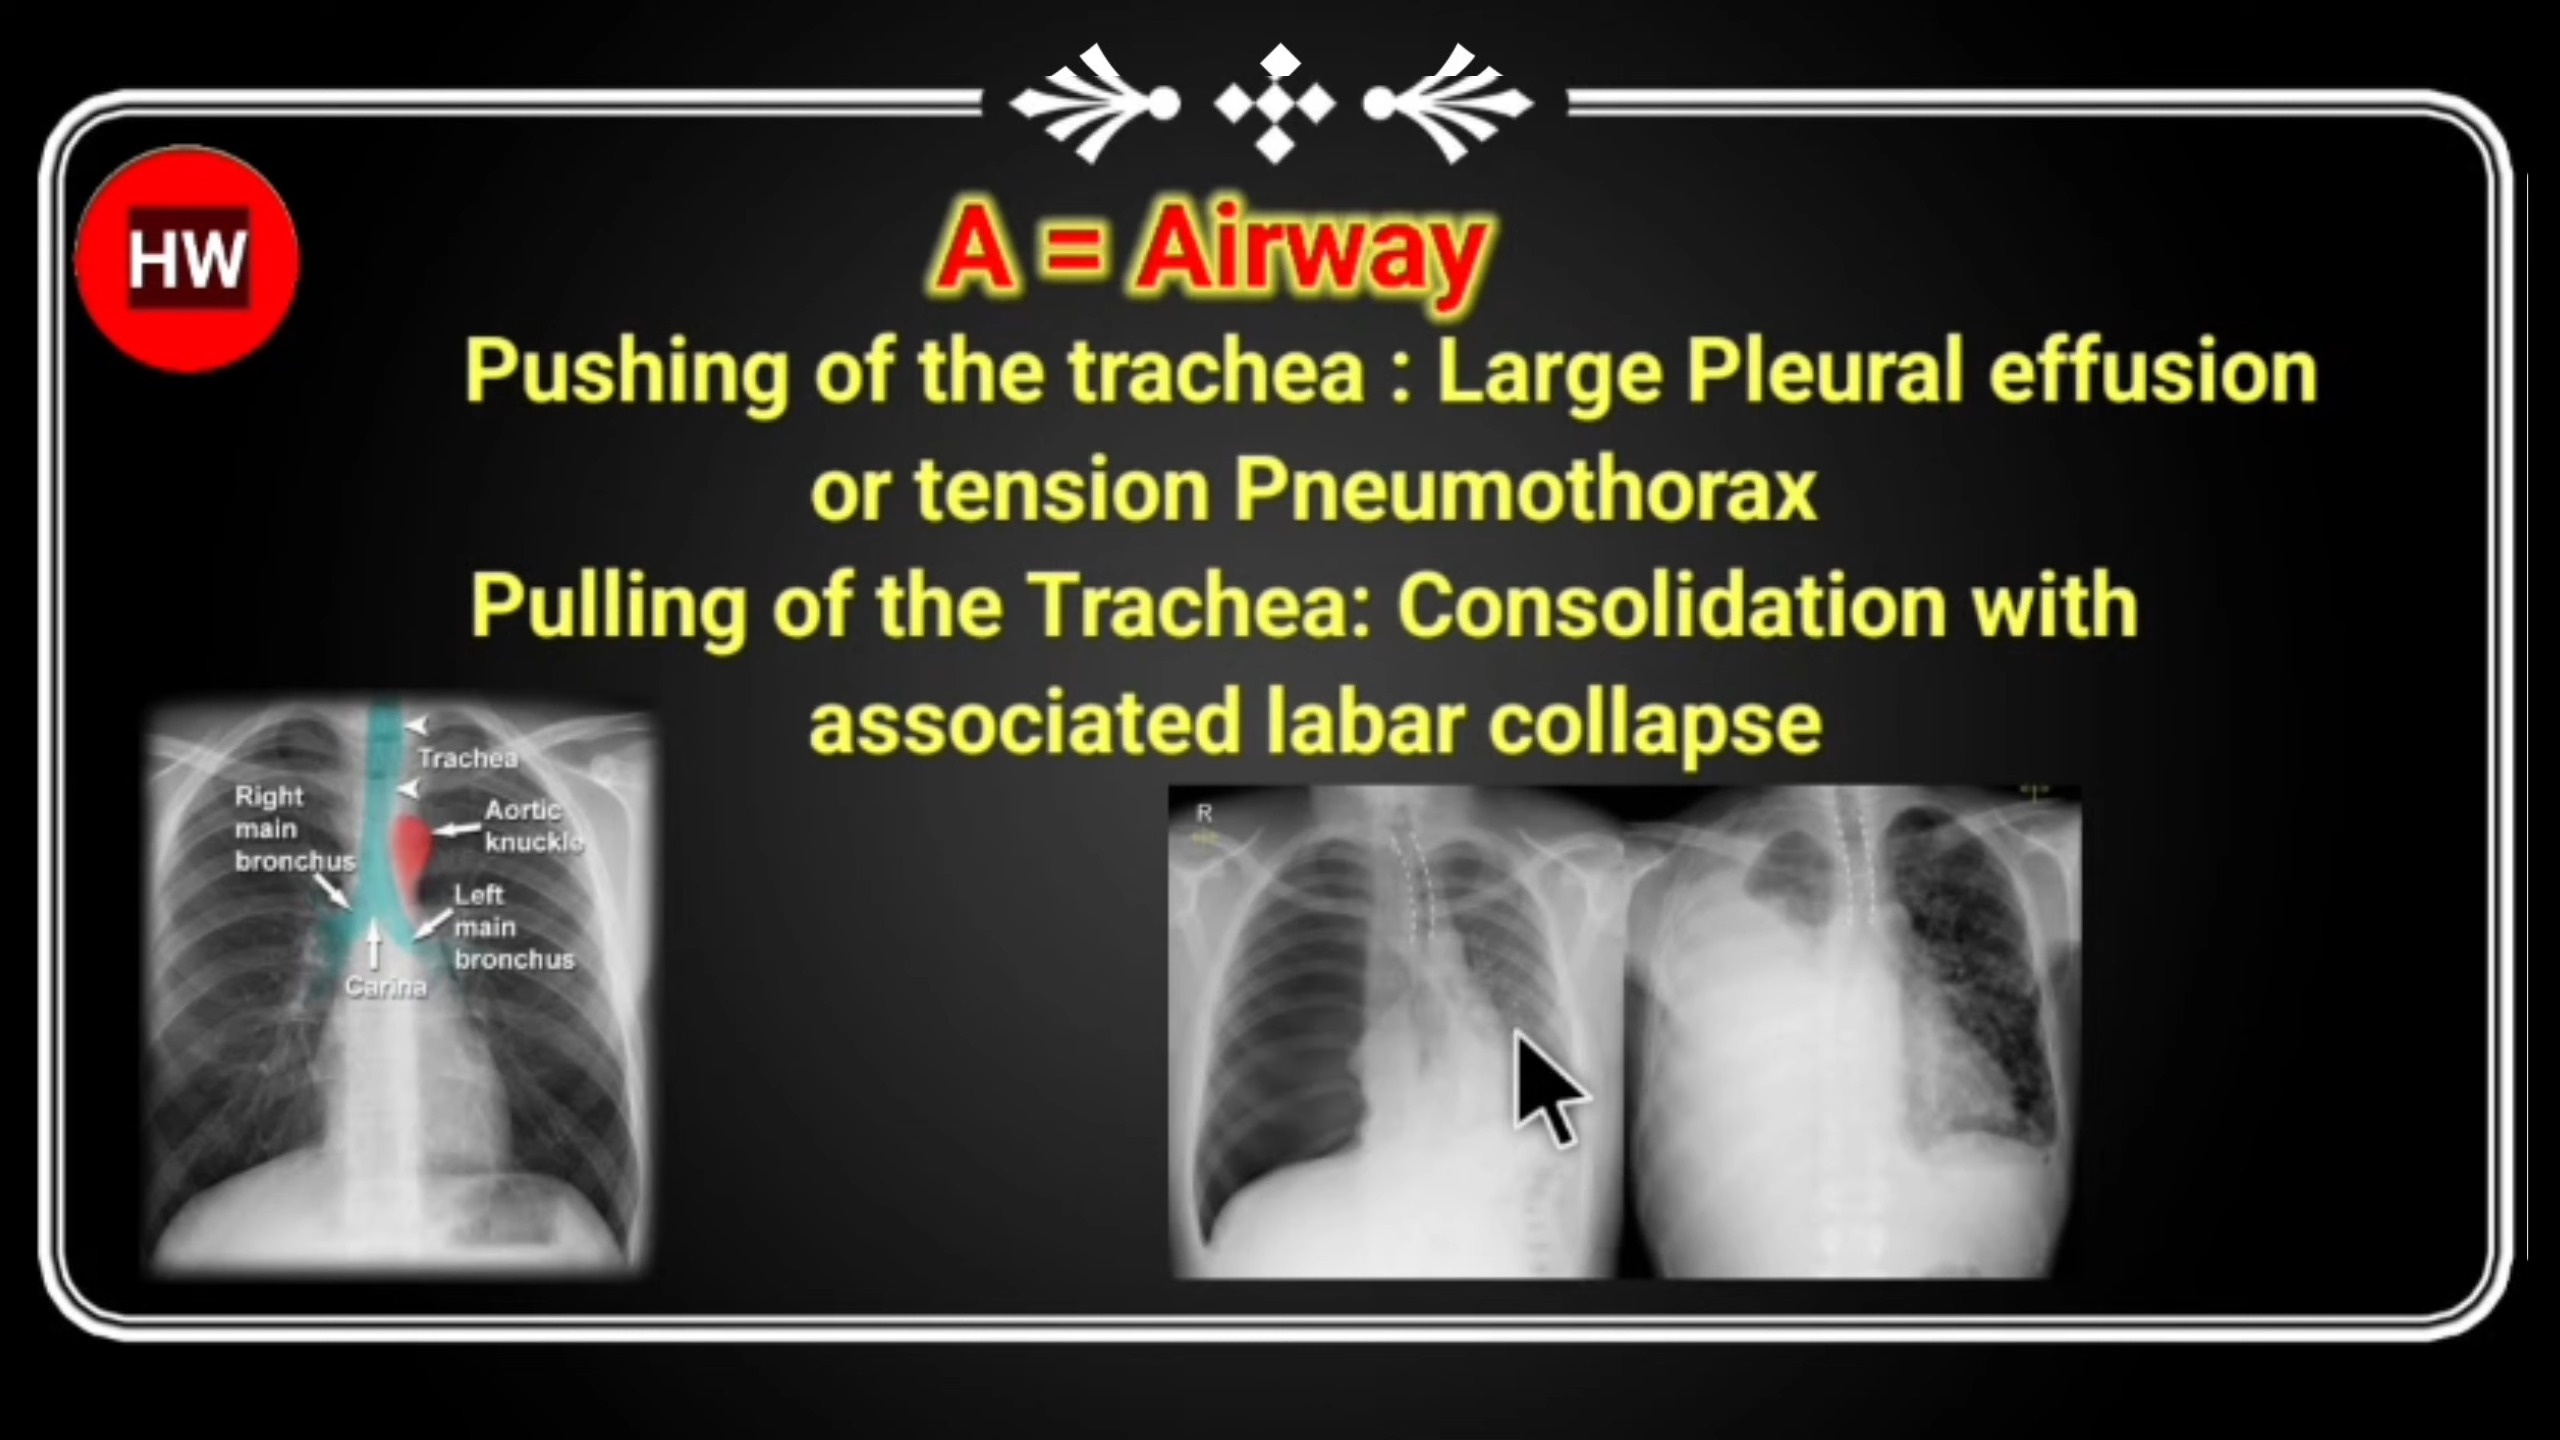 HW
A = Airway
Pushing of the trachea : Large Pleural effusion
or tension Pneumothorax
Pulling of the Trachea: Consolidation with
associated labar collapse
Trachea
Right
main
bronchus
Aortic
knuckle
Left
main
bronchus
Carina
R